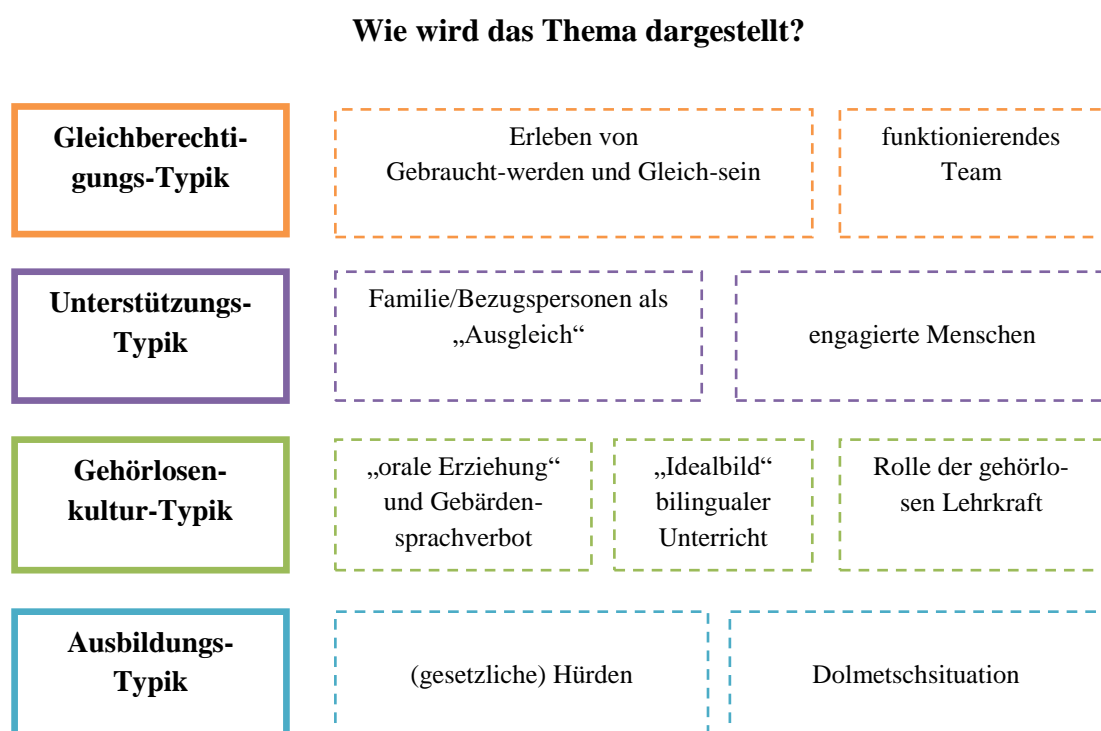 Wie wird das Thema dargestellt?
Gleichberechti-
gungs-Typik
Erleben von
Gebraucht-werden und Gleich-sein
funktionierendes
Team
Unterstützungs-
Typik
Familie/Bezugspersonen als
„Ausgleich“
engagierte Menschen
Gehörlosen-
kultur-Typik
„orale Erziehung“
und Gebärden-
sprachverbot
„Idealbild“
bilingualer
Unterricht
Rolle der gehörlo-
sen Lehrkraft
Ausbildungs-
Typik
(gesetzliche) Hürden
Dolmetschsituation